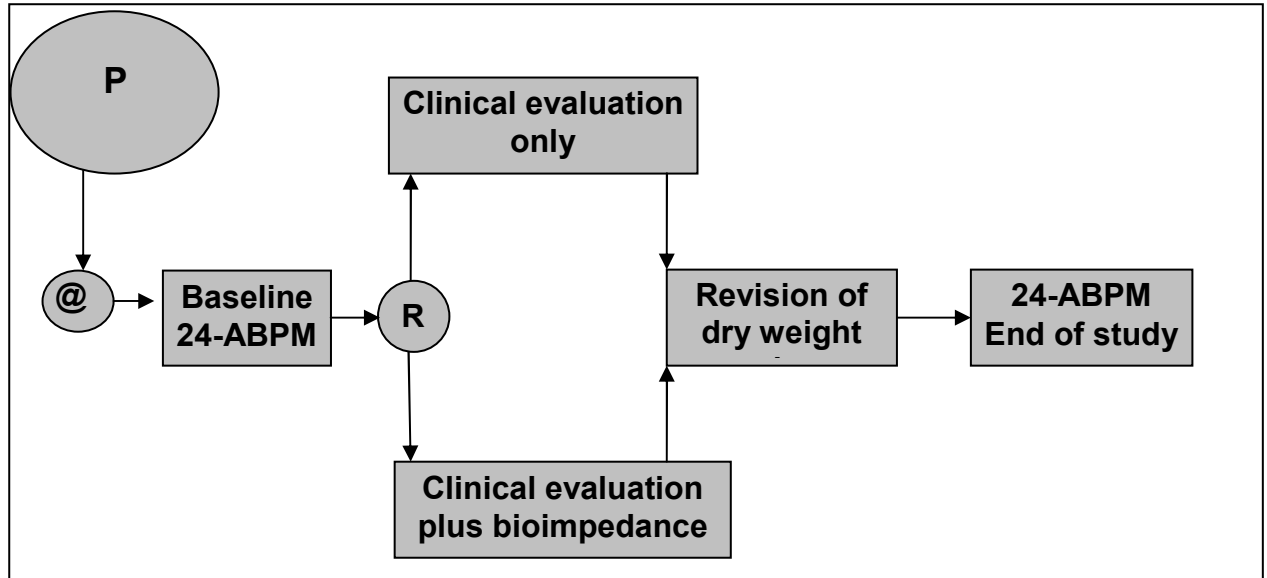 P
@
Baseline
24-ABPM
R
Clinical evaluation
only
Clinical evaluation
plus bioimpedance
Revision of
dry weight
24-ABPM
End of study